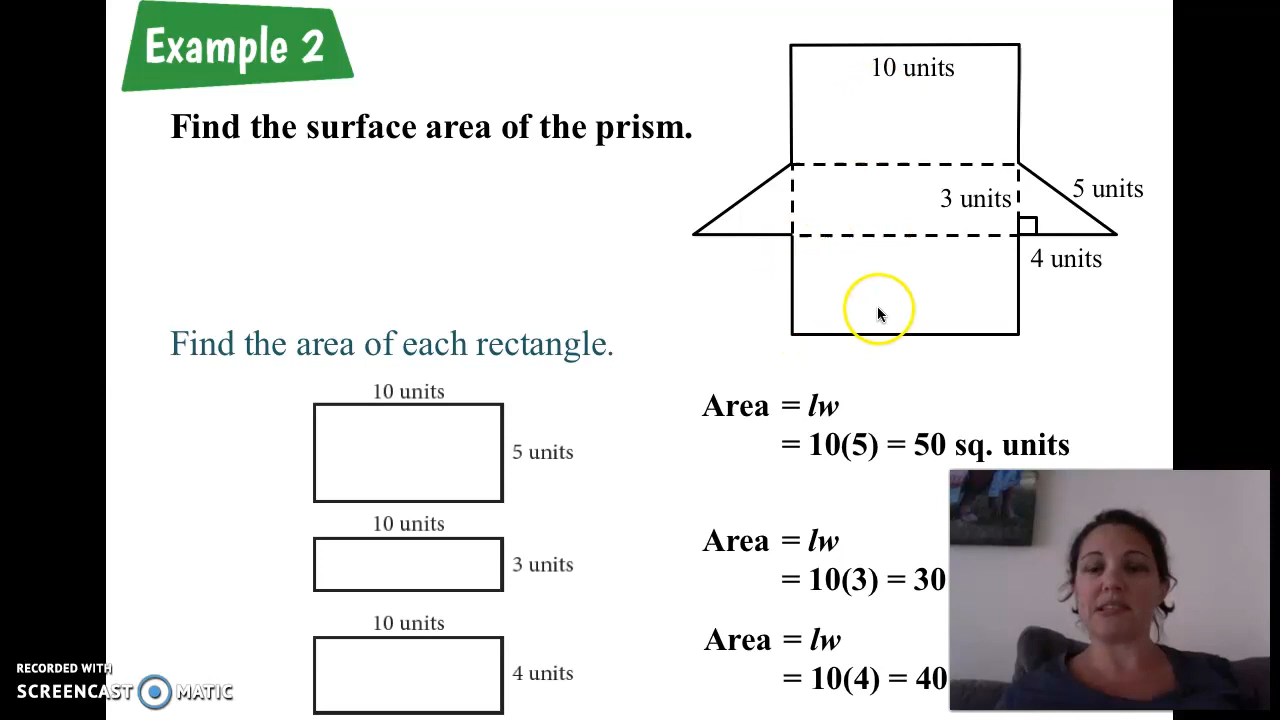 Example 2
10 units
Find the surface area of the prism.
3 units
5 units
4 units
Find the area of each rectangle.
10 units
5 units
Area = lw
= 10(5) = 50 sq. units
10 units
3 units
Area = lw
= 10(3) = 30
10 units
4 units
Area = lw
= 10(4) = 40
RECORDED WITH
SCREENCAST MATIC